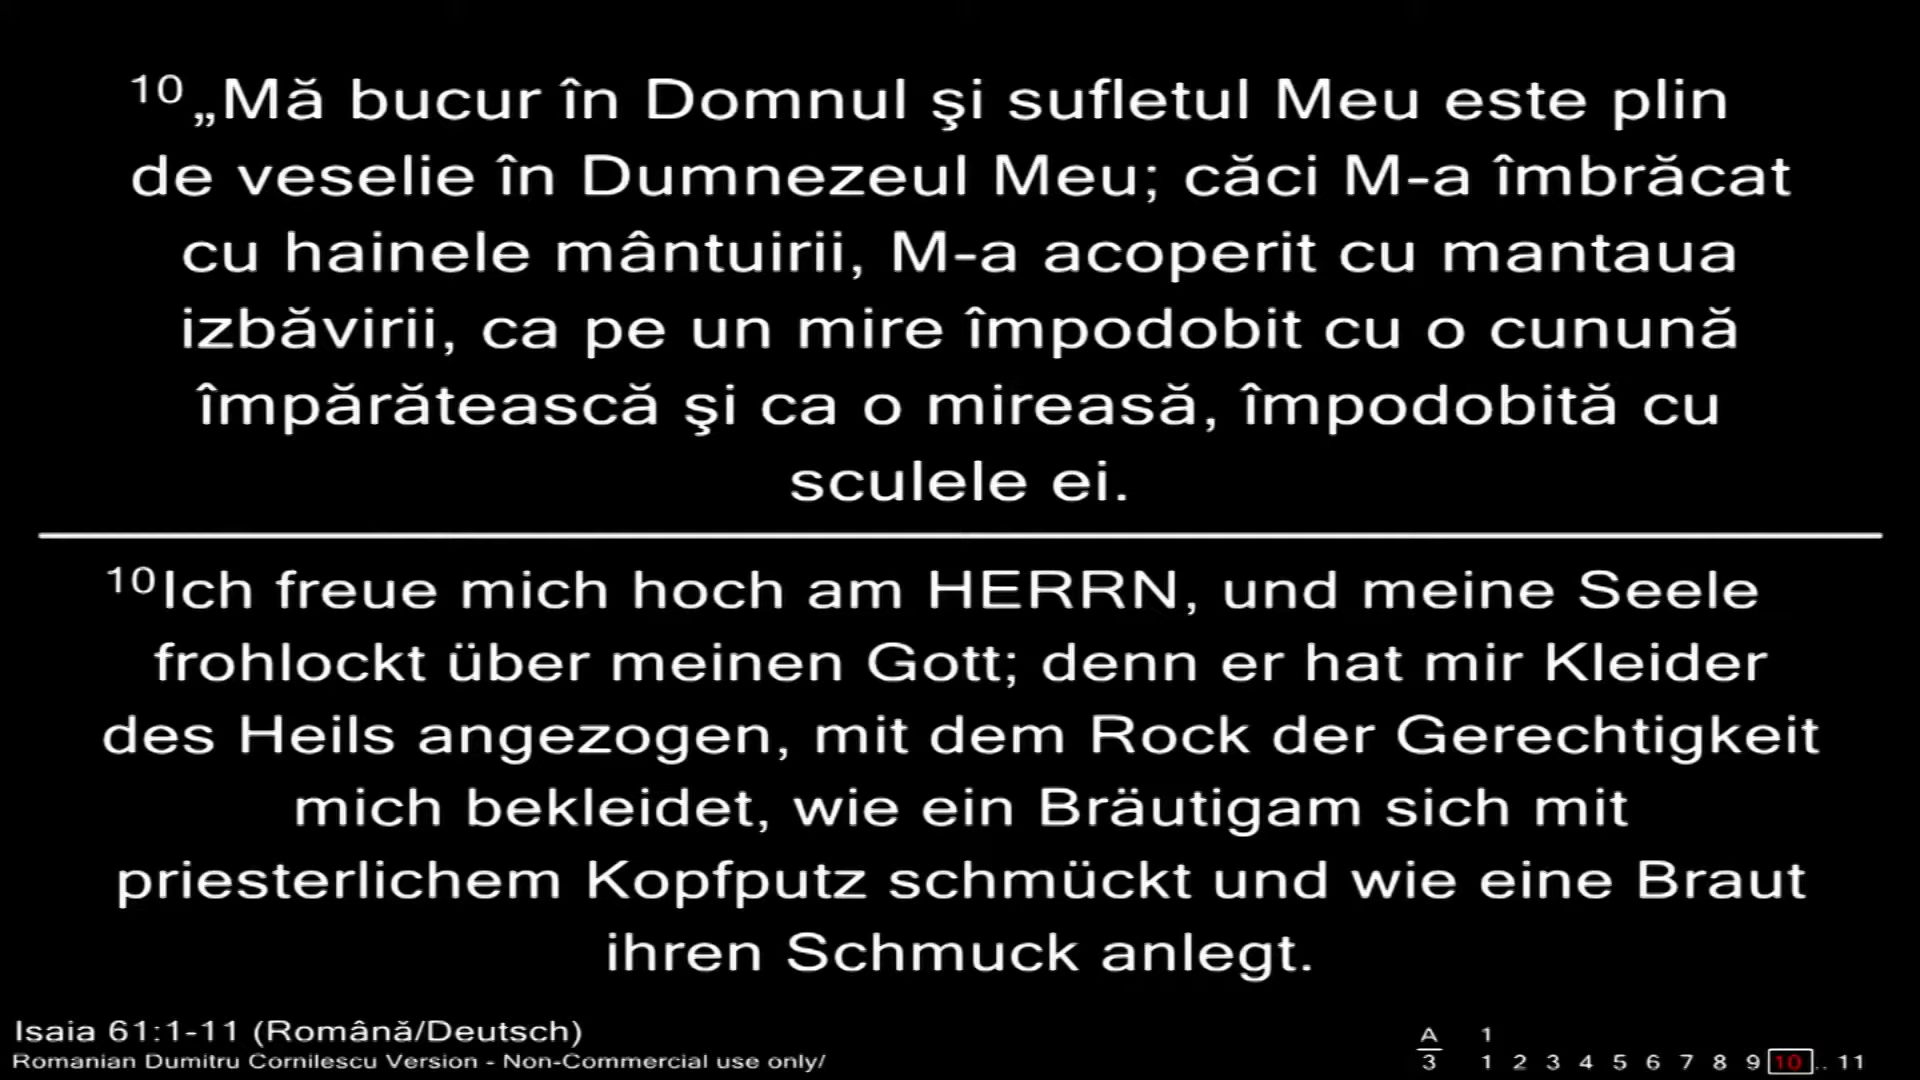 10 „Mă bucur în Domnul şi sufletul Meu este plin
de veselie în Dumnezeul Meu; căci M-a îmbrăcat
cu hainele mântuirii, M-a acoperit cu mantaua
izbăvirii, ca pe un mire împodobit cu o cunună
împărătească şi ca o mireasă, împodobită cu
sculele ei.
10 Ich freue mich hoch am HERRN, und meine Seele
frohlockt über meinen Gott; denn er hat mir Kleider
des Heils angezogen, mit dem Rock der Gerechtigkeit
mich bekleidet, wie ein Bräutigam sich mit
priesterlichem Kopfputz schmückt und wie eine Braut
ihren Schmuck anlegt.
Isaia 61:1-11 (Română/Deutsch)
Romanian Dumitru Cornilescu Version - Non-Commercial use only/
A 1
3 1 2 3 4 5 6 7 8 9 10 .. 11